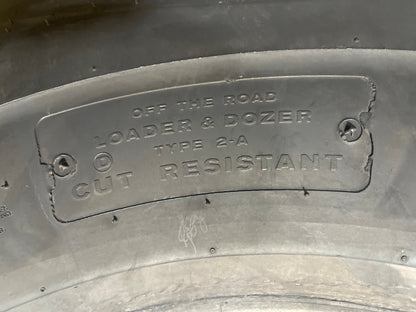 OFF THE ROAD
LOADER & DOZER
TYPE 2-A
CUT RESISTANT